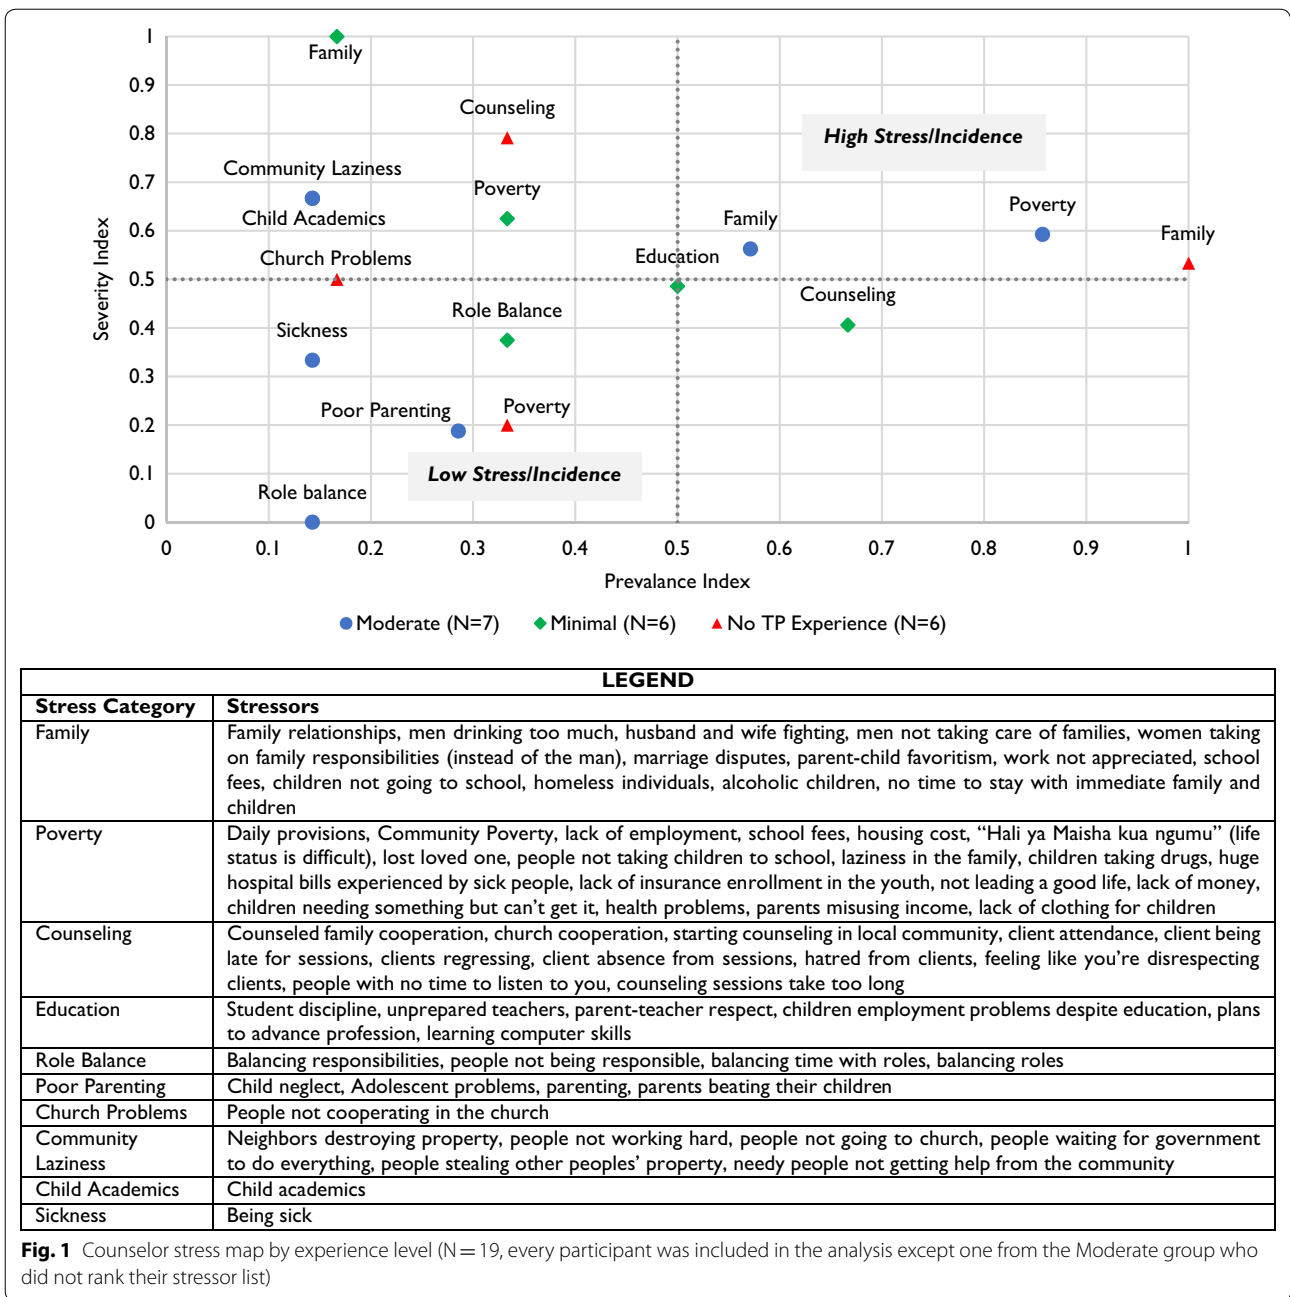 1
Family
0.9
Counseling
0.8
High Stress/Incidence
Community Laziness
0.7
Poverty
Child Academics
Family
Poverty
0.6
Family
Church Problems
Education
0.5
Counseling
Role Balance
0.4
Sickness
0.3
Poor Parenting
Poverty
0.2
Low Stress/Incidence
0.1
Role balance
0
Severity Index
0 0.1 0.2 0.3 0.4 0.5 0.6 0.7 0.8 0.9 1
Prevalance Index
Moderate (N=7) Minimal (N=6) No TP Experience (N=6)
LEGEND
Stress Category Stressors
Family Family relationships, men drinking too much, husband and wife fighting, men not taking care of families, women taking
on family responsibilities (instead of the man), marriage disputes, parent-child favoritism, work not appreciated, school
fees, children not going to school, homeless individuals, alcoholic children, no time to stay with immediate family and
children
Poverty Daily provisions, Community Poverty, lack of employment, school fees, housing cost, “Hali ya Maisha kua ngumu” (life
status is difficult), lost loved one, people not taking children to school, laziness in the family, children taking drugs, huge
hospital bills experienced by sick people, lack of insurance enrollment in the youth, not leading a good life, lack of money,
children needing something but can’t get it, health problems, parents misusing income, lack of clothing for children
Counseling Counseled family cooperation, church cooperation, starting counseling in local community, client attendance, client being
late for sessions, clients regressing, client absence from sessions, hatred from clients, feeling like you’re disrespecting
clients, people with no time to listen to you, counseling sessions take too long
Education Student discipline, unprepared teachers, parent-teacher respect, children employment problems despite education, plans
to advance profession, learning computer skills
Role Balance Balancing responsibilities, people not being responsible, balancing time with roles, balancing roles
Poor Parenting Child neglect, Adolescent problems, parenting, parents beating their children
Church Problems People not cooperating in the church
Community Neighbors destroying property, people not working hard, people not going to church, people waiting for government
Laziness to do everything, people stealing other peoples’ property, needy people not getting help from the community
Child Academics Child academics
Sickness Being sick
Fig. 1 Counselor stress map by experience level (N = 19, every participant was included in the analysis except one from the Moderate group who
did not rank their stressor list)